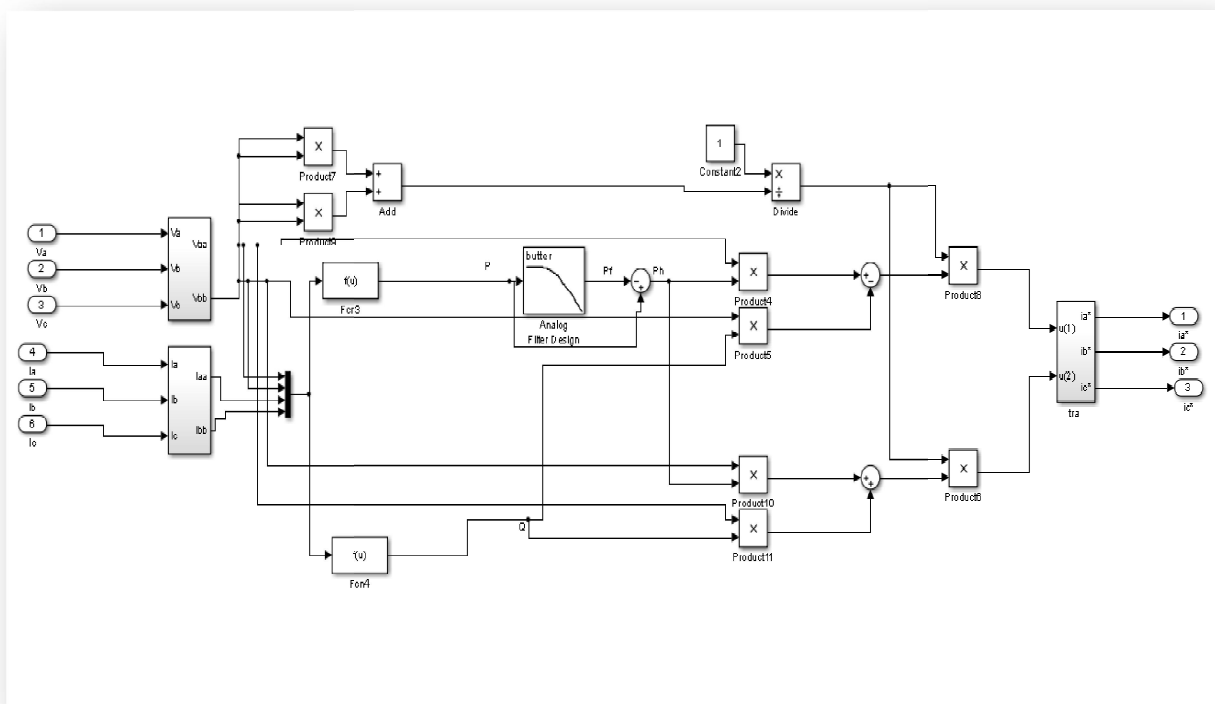 1
Va
2
Vb
3
Vc
4
Ia
5
Ib
6
Ic
Va
Vb
Vc
Vaa
Vbb
Ia
Ib
Ic
Iaa
Ibb
X
Product7
X
Product9
+
+
Add
1
Constant2
X
÷
Divide
f(u)
Fcn3
P
butter
Analog
Filter Design
Pf
-
+
Ph
X
Product4
X
Product5
+
-
X
Product8
X
Product10
X
Product11
+
+
X
Product6
f(u)
Fcn4
Q
u(1)
u(2)
ia*
ib*
ic*
tra
1
ia*
2
ib*
3
ic*